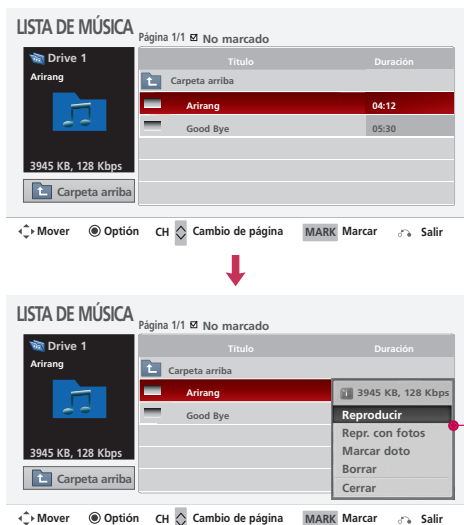 LISTA DE MÚSICA
Página 1/1 No marcado
Drive 1
Título Duración
Arirang
Carpeta arriba
Arirang 04:12
Good Bye 05:30
3945 KB, 128 Kbps
Carpeta arriba
Mover Optión CH Cambio de página MARK Marcar Salir
LISTA DE MÚSICA
Página 1/1 No marcado
Drive 1
Título Duración
Arirang
Carpeta arriba
Arirang
Good Bye
3945 KB, 128 Kbps
Reproducir
Repr. con fotos
Marcar doto
Borrar
Cerrar
3945 KB, 128 Kbps
Carpeta arriba
Mover Optión CH Cambio de página MARK Marcar Salir